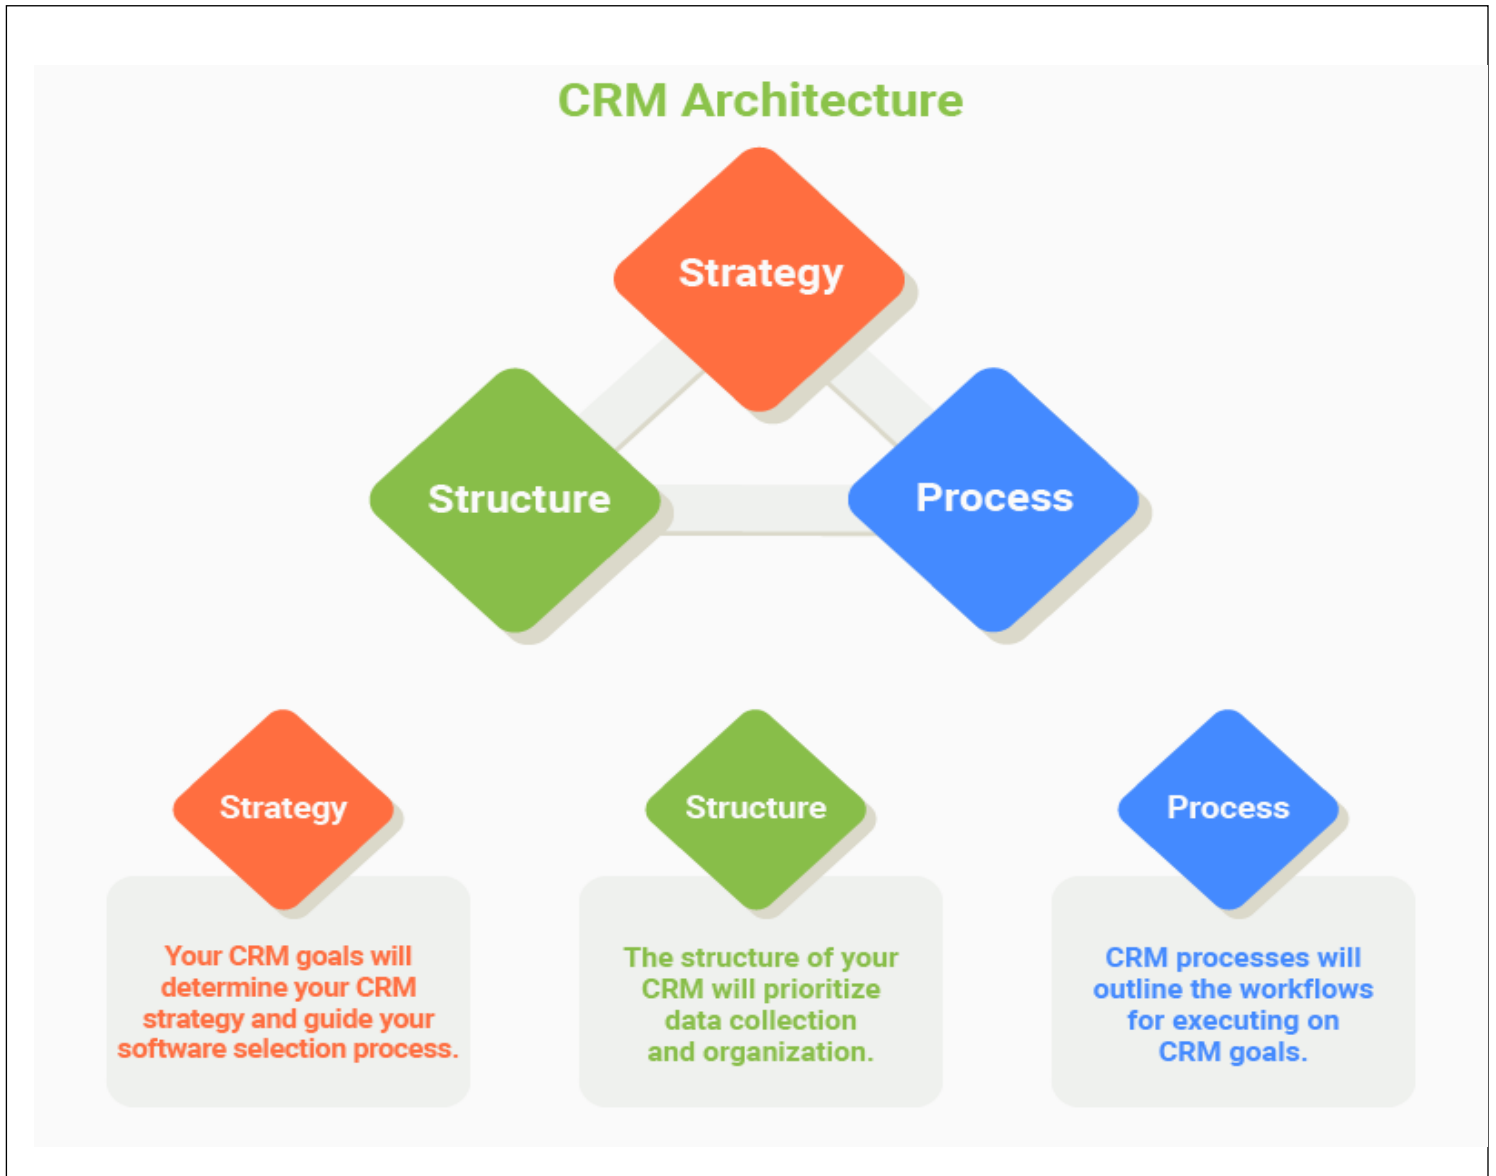 CRM Architecture
Strategy
Structure
Process
Strategy
Your CRM goals will
determine your CRM
strategy and guide your
software selection process.
Structure
The structure of your
CRM will prioritize
data collection
and organization.
Process
CRM processes will
outline the workflows
for executing on
CRM goals.